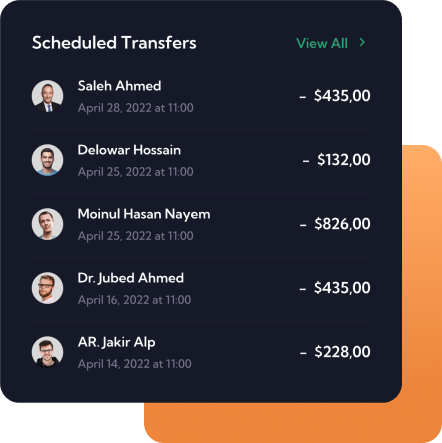 Scheduled Transfers View All
Saleh Ahmed
- $435,00
April 28, 2022 at 11:00
Delowar Hossain
- $132,00
April 25, 2022 at 11:00
Moinul Hasan Nayem
- $826,00
April 25, 2022 at 11:00
Dr. Jubed Ahmed
- $435,00
April 16, 2022 at 11:00
AR. Jakir Alp
- $228,00
April 14, 2022 at 11:00